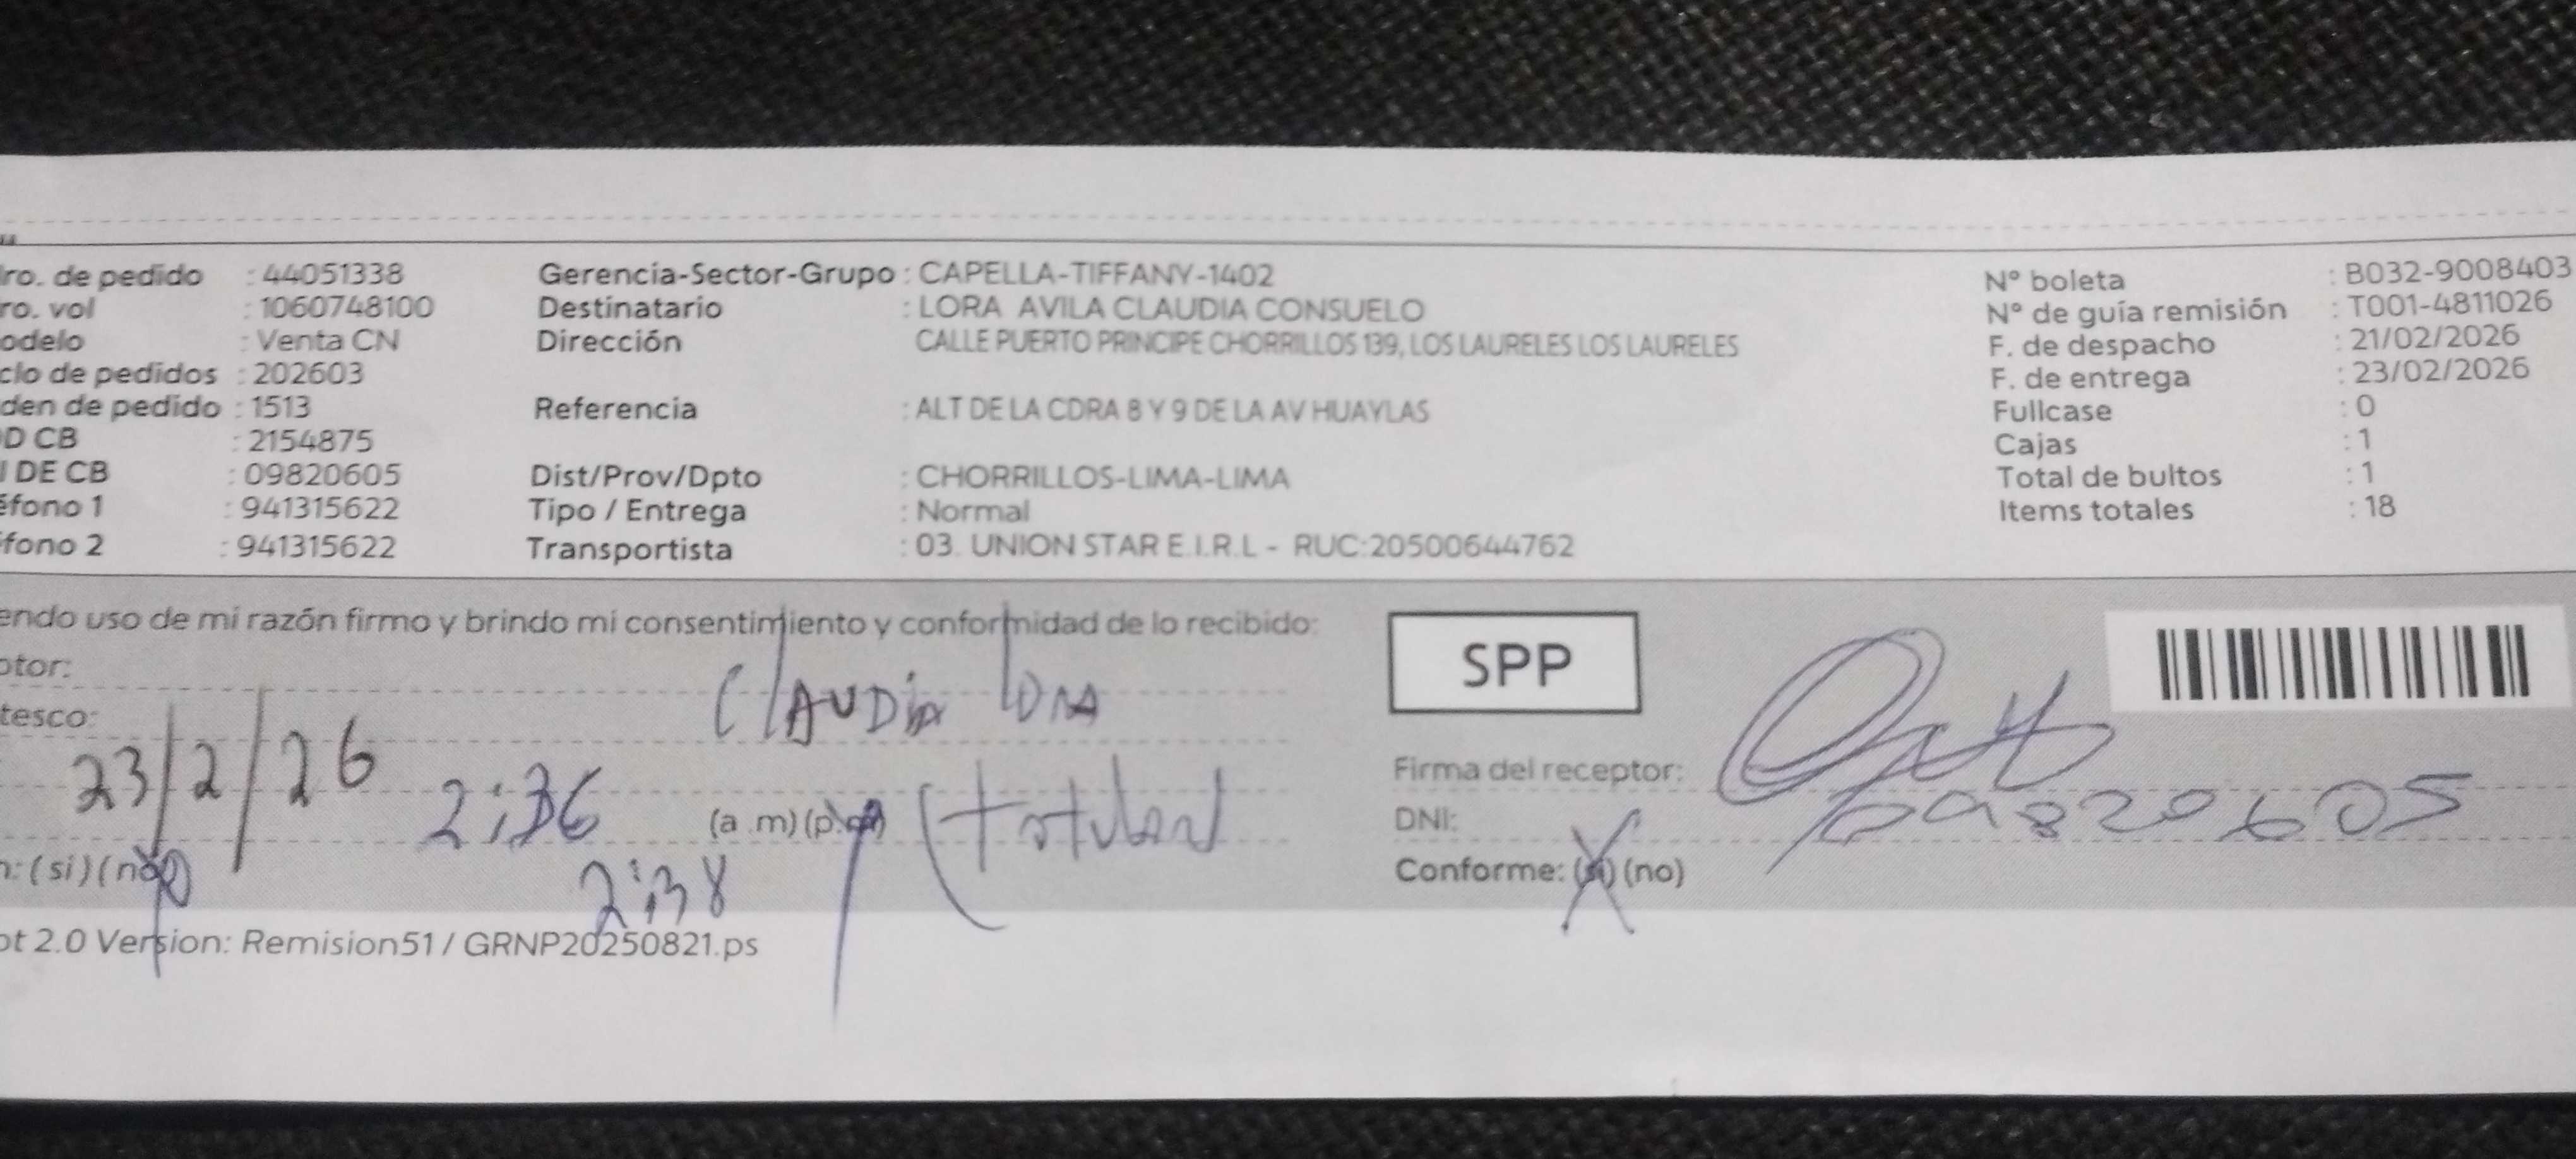 ro. de pedido : 44051338 Gerencia-Sector-Grupo : CAPELLA-TIFFANY-1402 N° boleta : B032-9008403
ro. vol : 1060748100 Destinatario : LORA AVILA CLAUDIA CONSUELO N° de guía remisión : T001-4811026
odelo : Venta CN Dirección CALLE PUERTO PRINCIPE CHORRILLOS 139, LOS LAURELES LOS LAURELES F. de despacho : 21/02/2026
clo de pedidos : 202603 F. de entrega : 23/02/2026
den de pedido : 1513 Referencia : ALT DE LA CDRA 8 Y 9 DE LA AV HUAYLAS Fullcase : 0
D CB : 2154875 Cajas : 1
I DE CB : 09820605 Dist/Prov/Dpto : CHORRILLOS-LIMA-LIMA Total de bultos : 1
éfono 1 : 941315622 Tipo / Entrega : Normal Items totales : 18
fono 2 : 941315622 Transportista : 03. UNION STAR E.I.R.L - RUC:20500644762
endo uso de mi razón firmo y brindo mi consentimiento y conformidad de lo recibido:
SPP
ptor: Claudia Lora
tesco:
23/2/26 2:36 (a .m) (p.m) (titular Firma del receptor:
DNI: 09820605
n: (si) (no) 2:38 Conforme: (si) (no)
ot 2.0 Version: Remision51 / GRNP20250821.ps